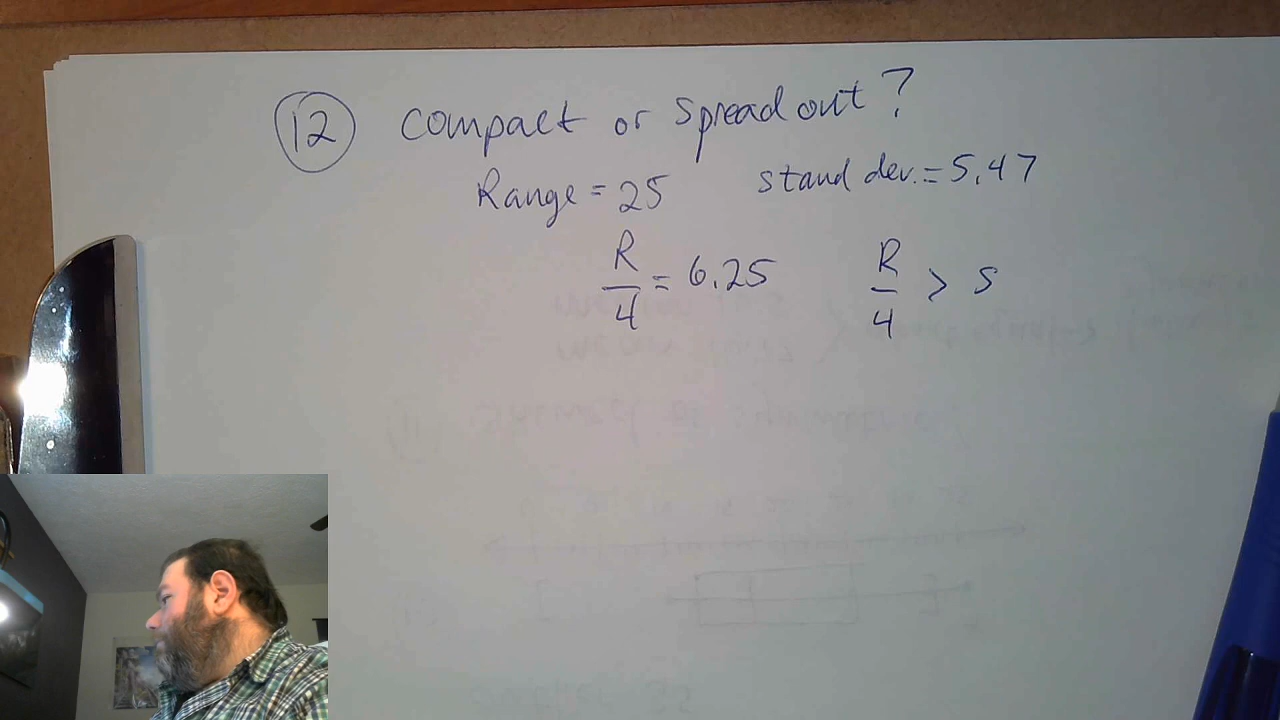 12 compact or spread out?
Range = 25 stand dev. = 5.47
R/4 = 6.25 R/4 > s